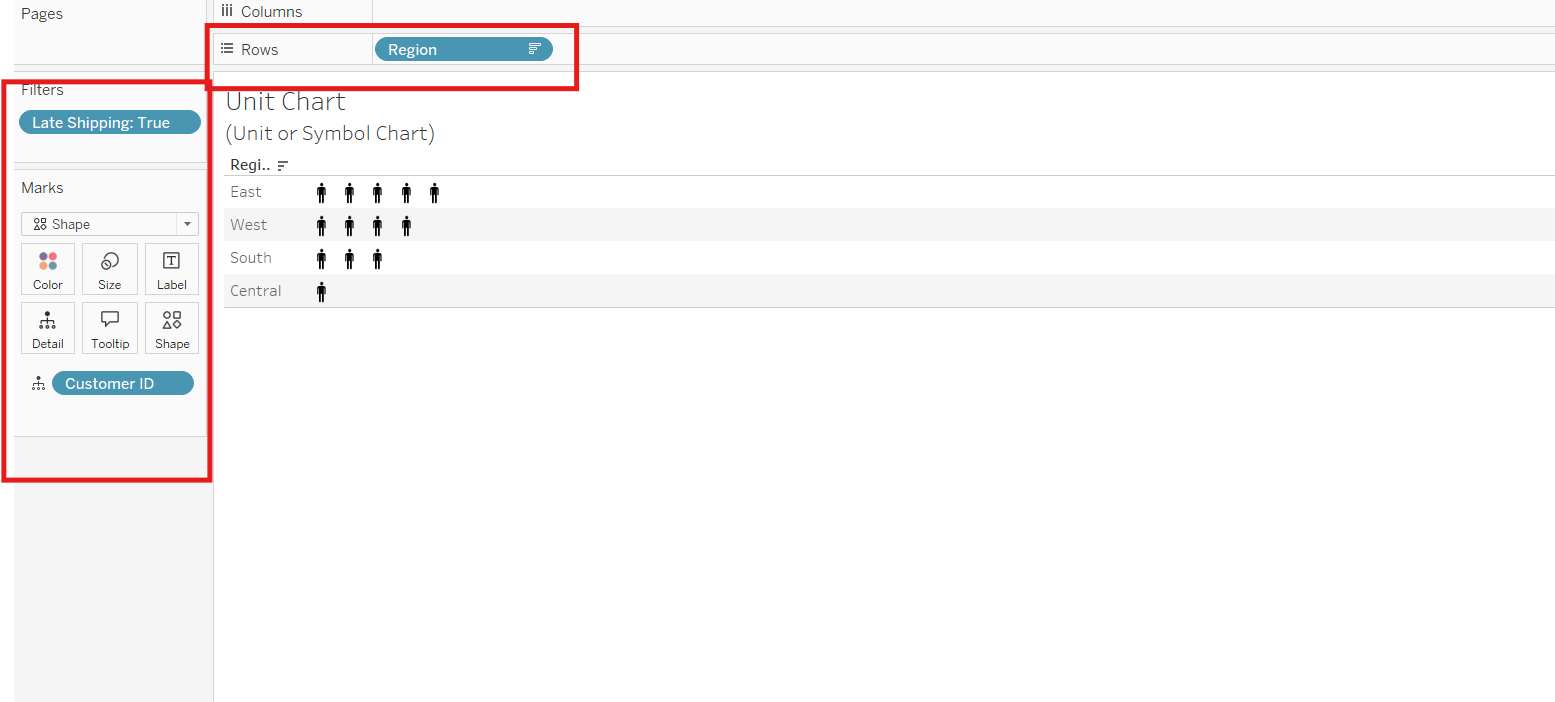 Pages
Columns
Rows Region
Filters
Late Shipping: True
Marks
Shape
Color Size Label
Detail Tooltip Shape
Customer ID
Unit Chart
(Unit or Symbol Chart)
Regi..
East
West
South
Central